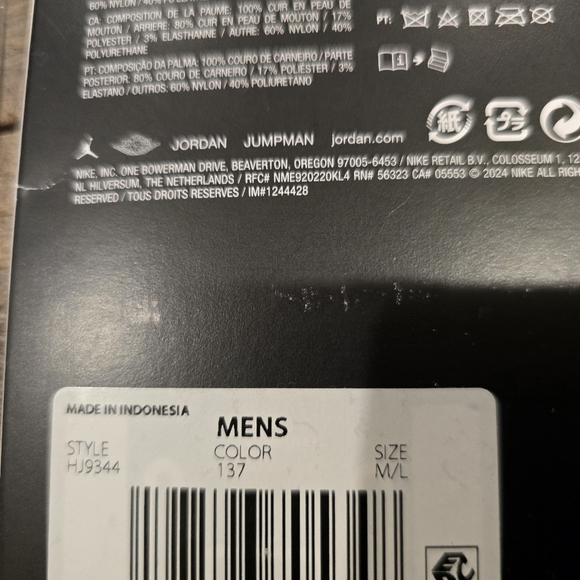 60% NYLON / 40%
CA: COMPOSITION DE LA PAUME: 100% CUIR EN PEAU DE
MOUTON / ARRIÈRE: 80% CUIR EN PEAU DE MOUTON / 17%
POLYESTER / 3% ELASTHANNE / AUTRE: 60% NYLON / 40%
POLYURETHANE
PT: COMPOSIÇÃO DA PALMA: 100% COURO DE CARNEIRO / PARTE
POSTERIOR: 80% COURO DE CARNEIRO / 17% POLIÉSTER / 3%
ELASTANO / OUTROS: 60% NYLON / 40% POLIURETANO
PT:
紙
プラ
JORDAN JUMPMAN jordan.com
NIKE, INC. ONE BOWERMAN DRIVE, BEAVERTON, OREGON 97005-6453 / NIKE RETAIL B.V., COLOSSEUM 1, 12
NL HILVERSUM, THE NETHERLANDS / RFC# NME920220KL4 RN# 56323 CA# 05553 © 2024 NIKE ALL RIGH
RESERVED / TOUS DROITS RESERVES / IM#1244428
MADE IN INDONESIA
MENS
STYLE COLOR SIZE
HJ9344 137 M/L